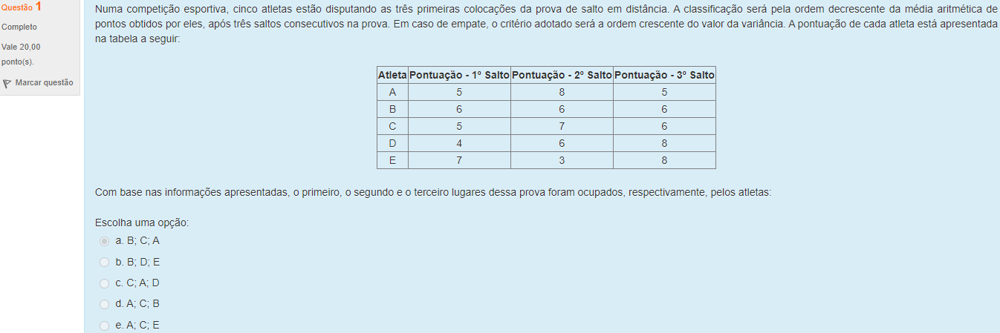 Questão 1
Completo
Vale 20,00
ponto(s).
Marcar questão
Numa competição esportiva, cinco atletas estão disputando as três primeiras colocações da prova de salto em distância. A classificação será pela ordem decrescente da média aritmética de
pontos obtidos por eles, após três saltos consecutivos na prova. Em caso de empate, o critério adotado será a ordem crescente do valor da variância. A pontuação de cada atleta está apresentada
na tabela a seguir:
Atleta Pontuação - 1º Salto Pontuação - 2º Salto Pontuação - 3º Salto
A 5 8 5
B 6 6 6
C 5 7 6
D 4 6 8
E 7 3 8
Com base nas informações apresentadas, o primeiro, o segundo e o terceiro lugares dessa prova foram ocupados, respectivamente, pelos atletas:
Escolha uma opção:
a. B; C; A
b. B; D; E
c. C; A; D
d. A; C; B
e. A; C; E